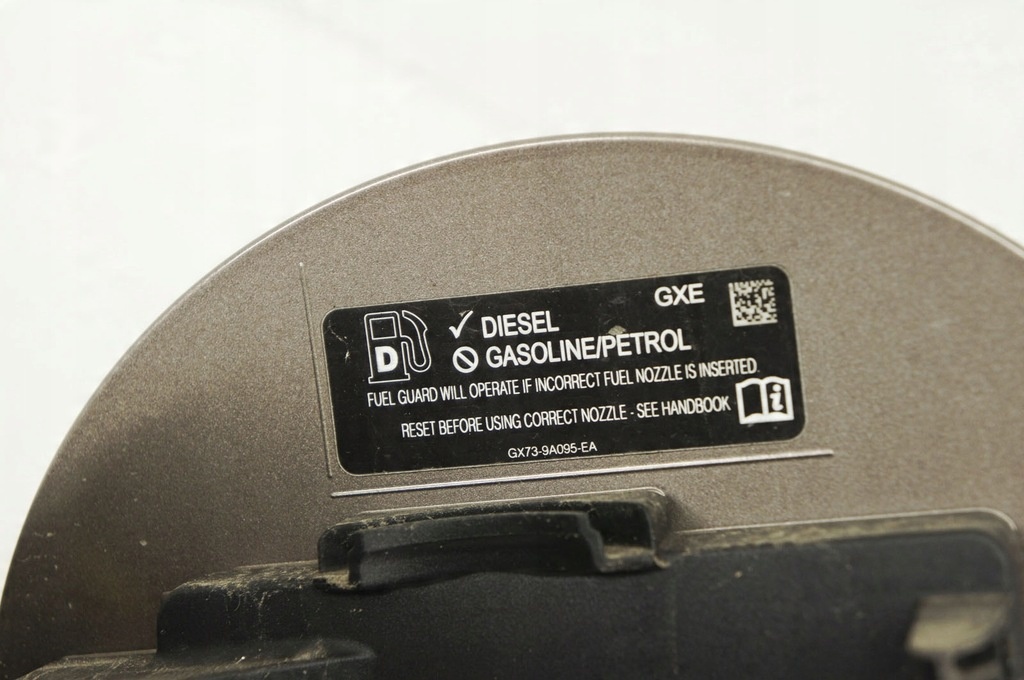 GXE
D
DIESEL
GASOLINE/PETROL
FUEL GUARD WILL OPERATE IF INCORRECT FUEL NOZZLE IS INSERTED.
RESET BEFORE USING CORRECT NOZZLE - SEE HANDBOOK
i
GX73-9A095-EA